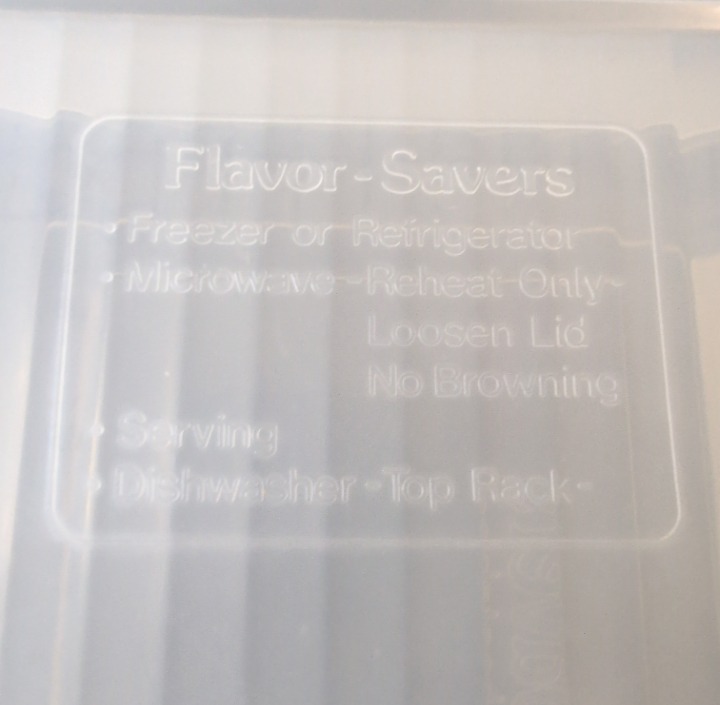 Flavor-Savers
• Freezer or Refrigerator
• Microwave-Reheat Only
Loosen Lid
No Browning
• Serving
• Dishwasher-Top Rack